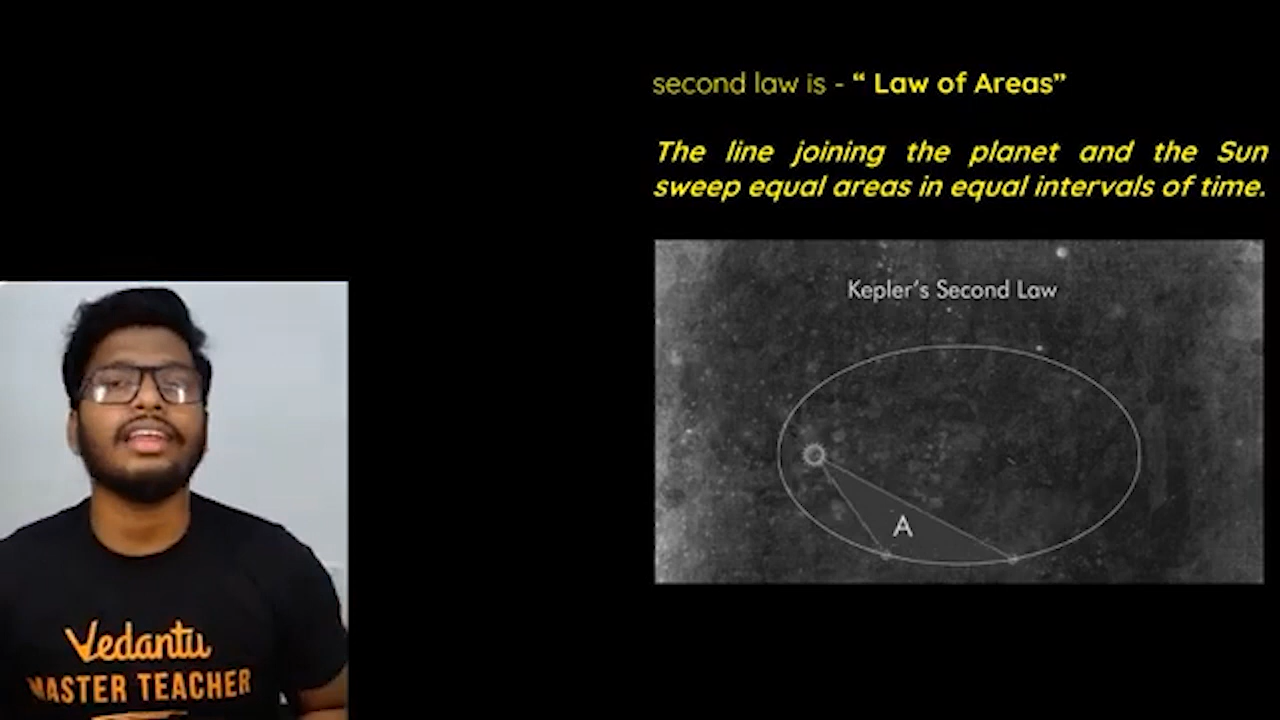 second law is - “ Law of Areas”
The line joining the planet and the Sun
sweep equal areas in equal intervals of time.
Kepler’s Second Law
A
Vedantu
MASTER TEACHER